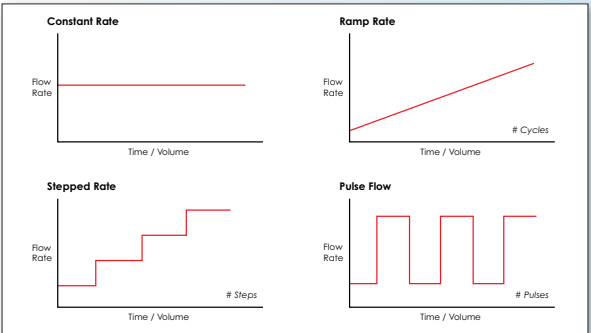 Constant Rate
Flow
Rate
Time / Volume
Ramp Rate
Flow
Rate
# Cycles
Time / Volume
Stepped Rate
Flow
Rate
# Steps
Time / Volume
Pulse Flow
Flow
Rate
# Pulses
Time / Volume